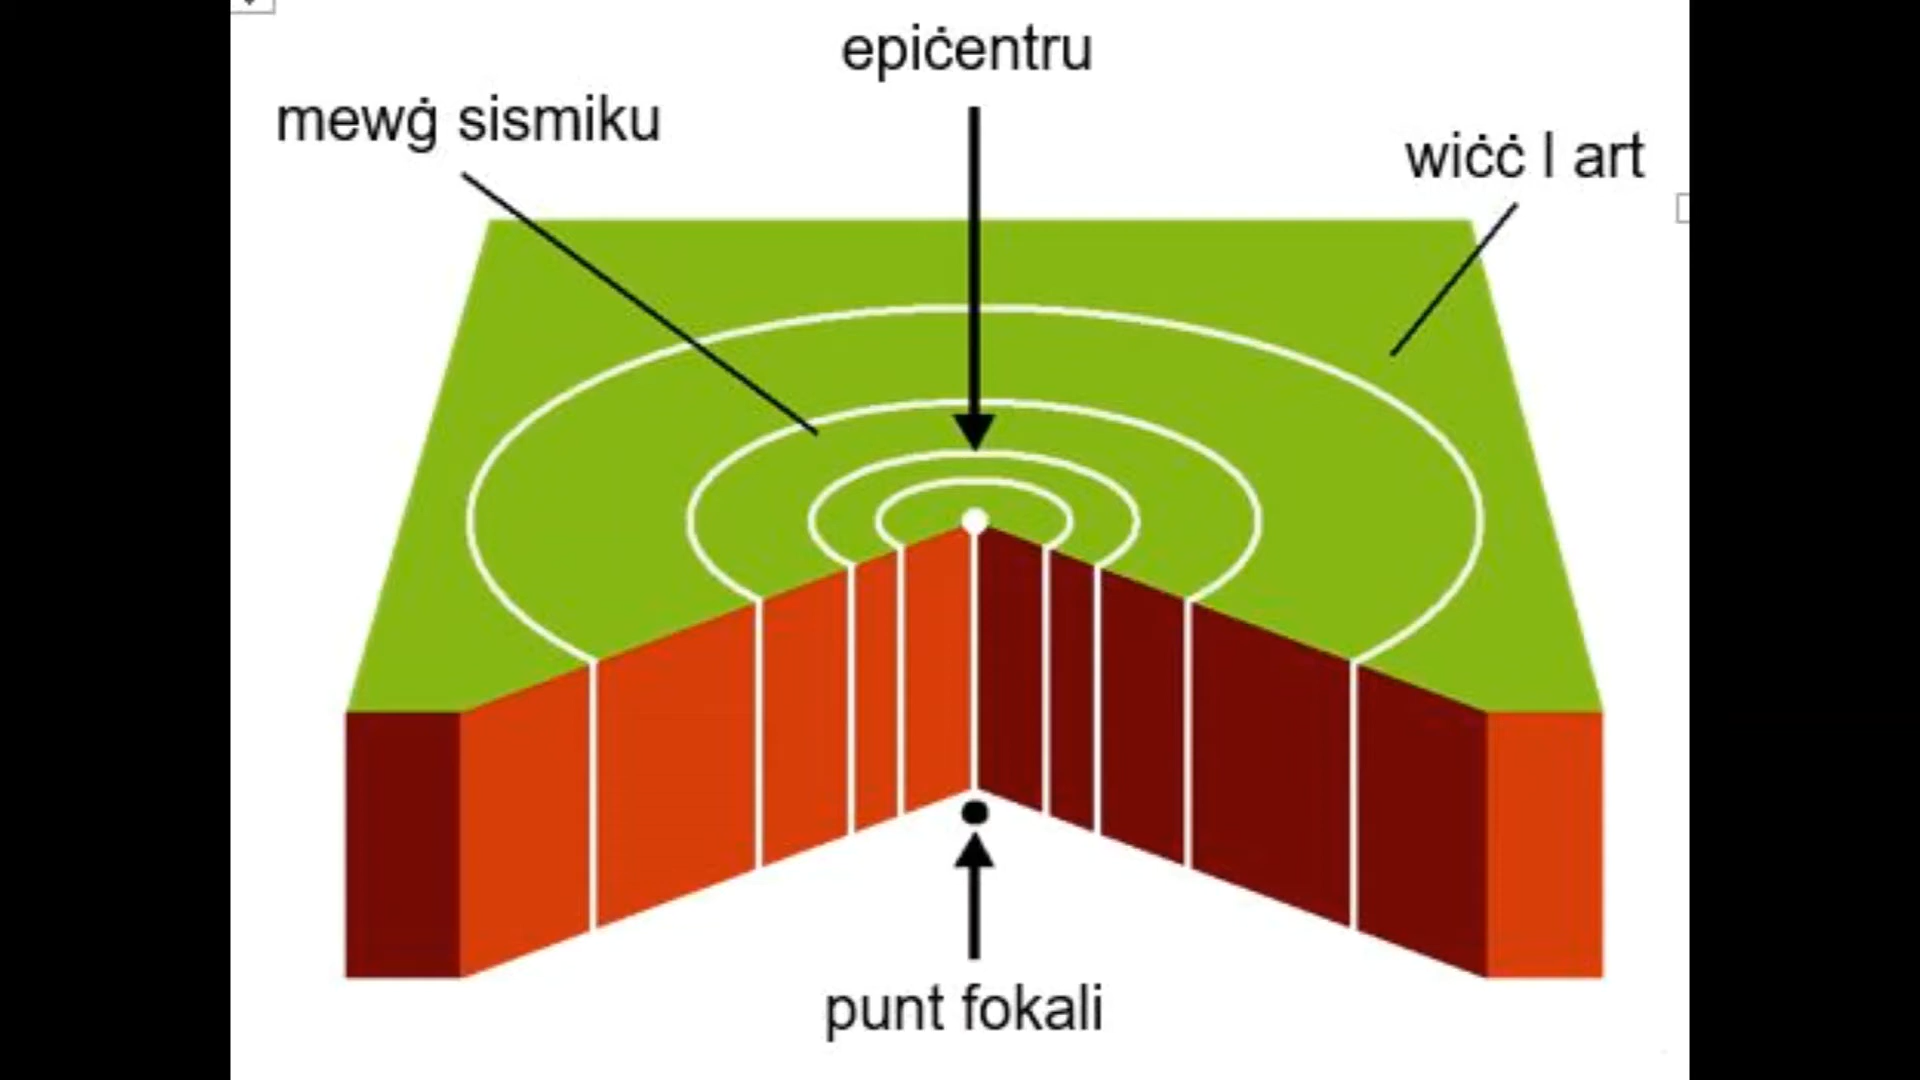 epiċentru
mewġ sismiku
wiċċ l art
punt fokali